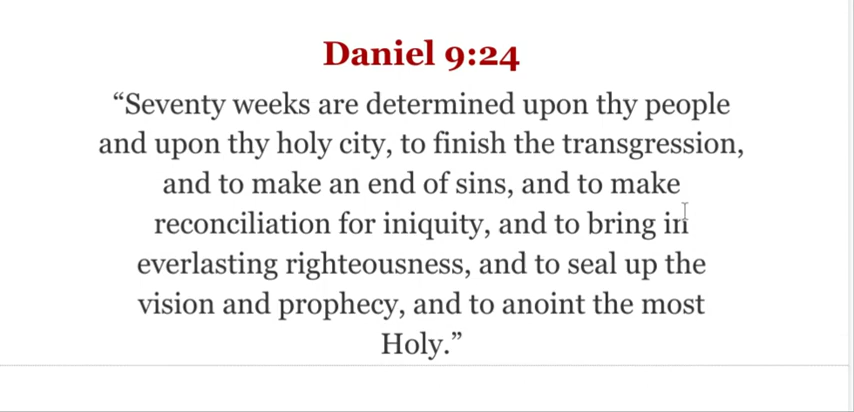 Daniel 9:24
“Seventy weeks are determined upon thy people
and upon thy holy city, to finish the transgression,
and to make an end of sins, and to make
reconciliation for iniquity, and to bring in
everlasting righteousness, and to seal up the
vision and prophecy, and to anoint the most
Holy.”